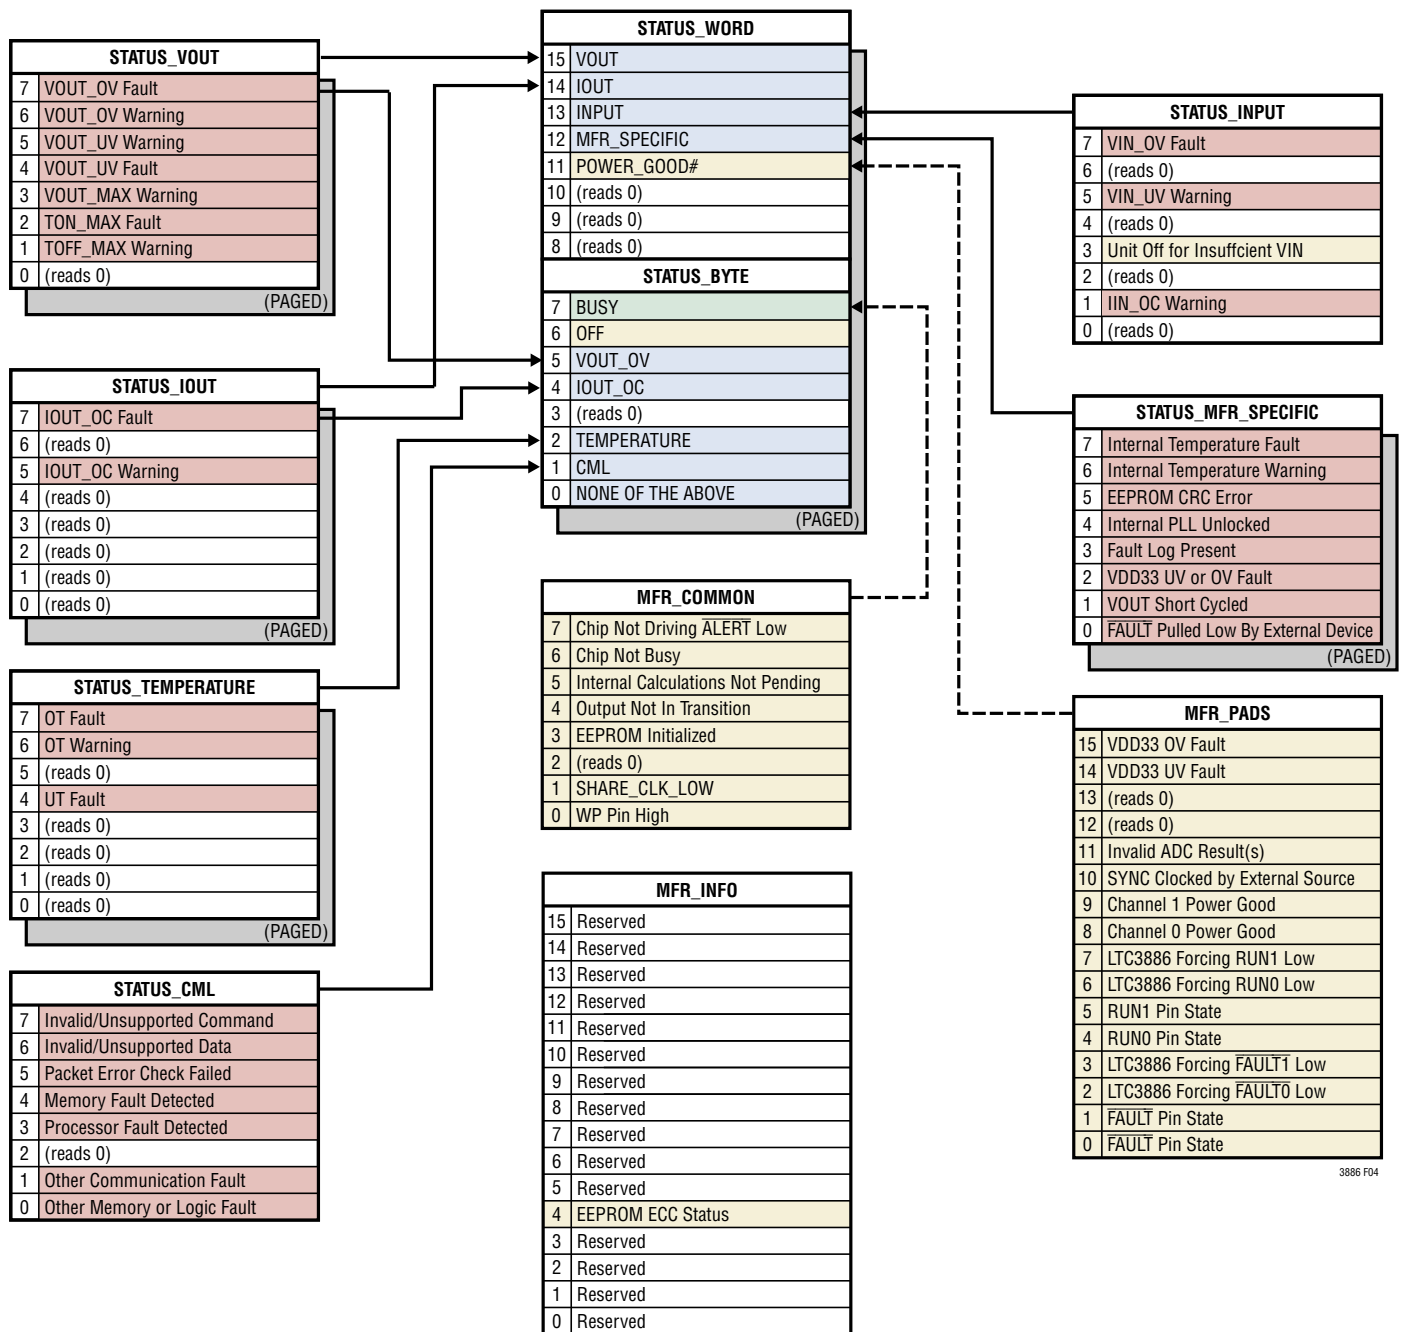 STATUS_VOUT
7 VOUT_OV Fault
6 VOUT_OV Warning
5 VOUT_UV Warning
4 VOUT_UV Fault
3 VOUT_MAX Warning
2 TON_MAX Fault
1 TOFF_MAX Warning
0 (reads 0)
(PAGED)
STATUS_IOUT
7 IOUT_OC Fault
6 (reads 0)
5 IOUT_OC Warning
4 (reads 0)
3 (reads 0)
2 (reads 0)
1 (reads 0)
0 (reads 0)
(PAGED)
STATUS_TEMPERATURE
7 OT Fault
6 OT Warning
5 (reads 0)
4 UT Fault
3 (reads 0)
2 (reads 0)
1 (reads 0)
0 (reads 0)
(PAGED)
STATUS_CML
7 Invalid/Unsupported Command
6 Invalid/Unsupported Data
5 Packet Error Check Failed
4 Memory Fault Detected
3 Processor Fault Detected
2 (reads 0)
1 Other Communication Fault
0 Other Memory or Logic Fault
STATUS_WORD
15 VOUT
14 IOUT
13 INPUT
12 MFR_SPECIFIC
11 POWER_GOOD#
10 (reads 0)
9 (reads 0)
8 (reads 0)
STATUS_BYTE
7 BUSY
6 OFF
5 VOUT_OV
4 IOUT_OC
3 (reads 0)
2 TEMPERATURE
1 CML
0 NONE OF THE ABOVE
(PAGED)
MFR_COMMON
7 Chip Not Driving ALERT Low
6 Chip Not Busy
5 Internal Calculations Not Pending
4 Output Not In Transition
3 EEPROM Initialized
2 (reads 0)
1 SHARE_CLK_LOW
0 WP Pin High
MFR_INFO
15 Reserved
14 Reserved
13 Reserved
12 Reserved
11 Reserved
10 Reserved
9 Reserved
8 Reserved
7 Reserved
6 Reserved
5 Reserved
4 EEPROM ECC Status
3 Reserved
2 Reserved
1 Reserved
0 Reserved
STATUS_INPUT
7 VIN_OV Fault
6 (reads 0)
5 VIN_UV Warning
4 (reads 0)
3 Unit Off for Insuffcient VIN
2 (reads 0)
1 IIN_OC Warning
0 (reads 0)
STATUS_MFR_SPECIFIC
7 Internal Temperature Fault
6 Internal Temperature Warning
5 EEPROM CRC Error
4 Internal PLL Unlocked
3 Fault Log Present
2 VDD33 UV or OV Fault
1 VOUT Short Cycled
0 FAULT Pulled Low By External Device
(PAGED)
MFR_PADS
15 VDD33 OV Fault
14 VDD33 UV Fault
13 (reads 0)
12 (reads 0)
11 Invalid ADC Result(s)
10 SYNC Clocked by External Source
9 Channel 1 Power Good
8 Channel 0 Power Good
7 LTC3886 Forcing RUN1 Low
6 LTC3886 Forcing RUN0 Low
5 RUN1 Pin State
4 RUN0 Pin State
3 LTC3886 Forcing FAULT1 Low
2 LTC3886 Forcing FAULT0 Low
1 FAULT Pin State
0 FAULT Pin State
3886 F04